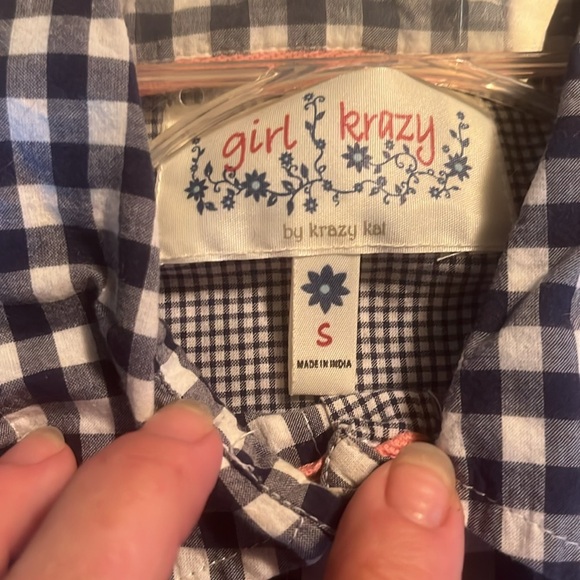 girl krazy
by krazy kat
S
MADE IN INDIA